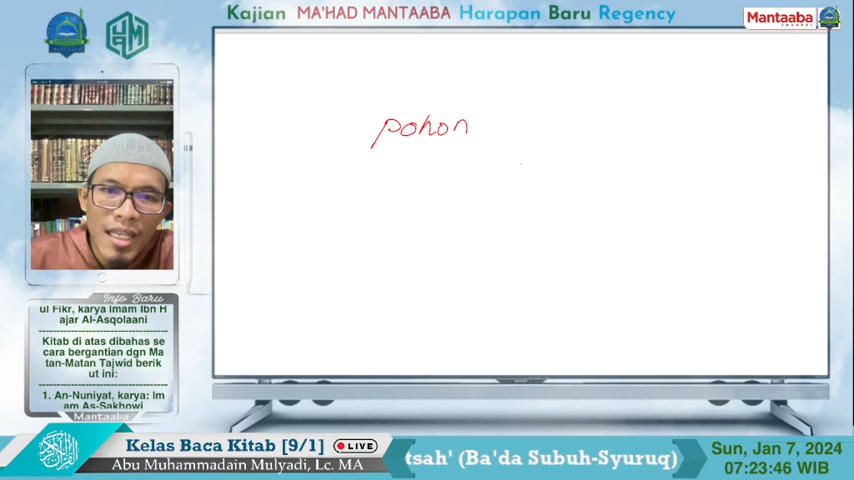 Kajian MA'HAD MANTAABA Harapan Baru Regency
Mantaaba
CHANNEL
pohon
Info Baru
ul Fikr, karya Imam Ibn H
ajar Al-Asqolaani
Kitab di atas dibahas se
cara bergantian dgn Ma
tan-Matan Tajwid berik
ut ini:
1. An-Nuniyat, karya: Im
am As-Sakhowi
Mantaaba
Kelas Baca Kitab [9/1] LIVE
Abu Muhammadain Mulyadi, Lc. MA
tsah' (Ba'da Subuh-Syuruq)
Sun, Jan 7, 2024
07:23:46 WIB